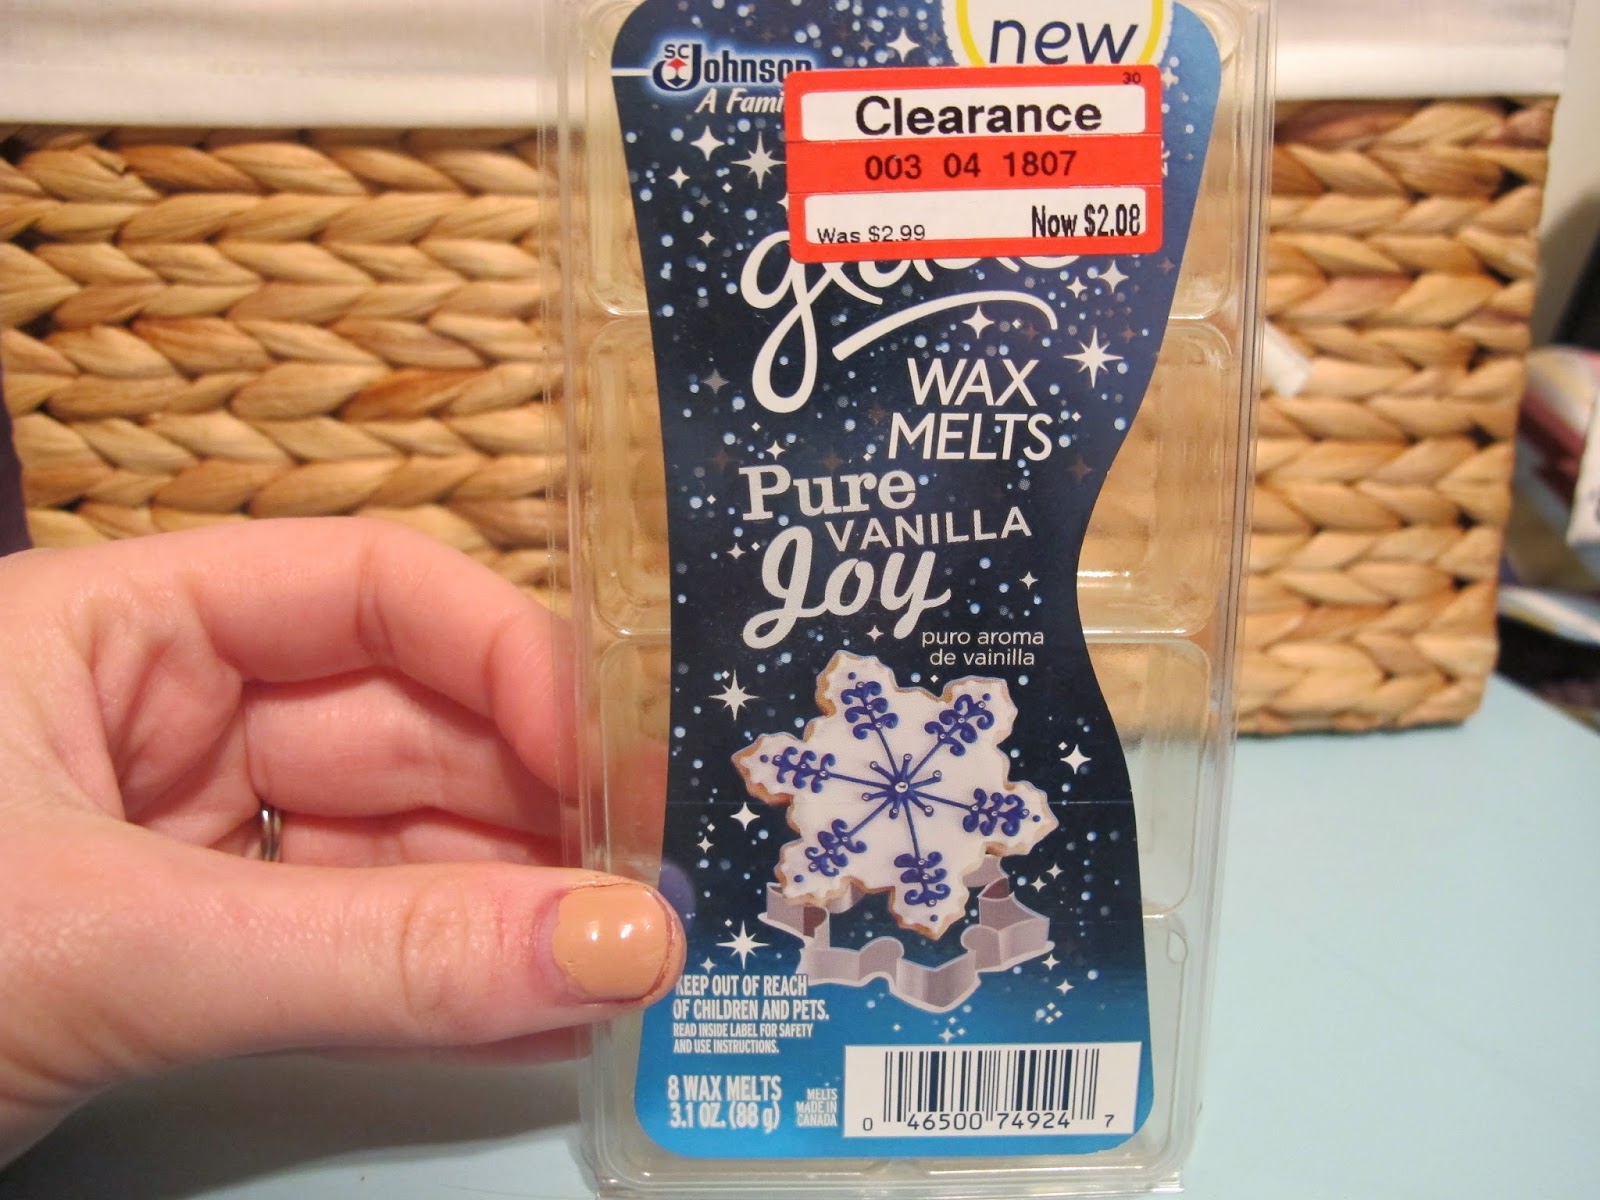 new
SC Johnson
A Fami
30
Clearance
003 04 1807
Was $2.99
Now $2.08
WAX
MELTS
Pure
VANILLA
Joy
puro aroma
de vainilla
KEEP OUT OF REACH
OF CHILDREN AND PETS.
READ INSIDE LABEL FOR SAFETY
AND USE INSTRUCTIONS.
8 WAX MELTS
3.1 OZ. (88 g)
MELTS
MADE IN
CANADA
0 46500 74924 7